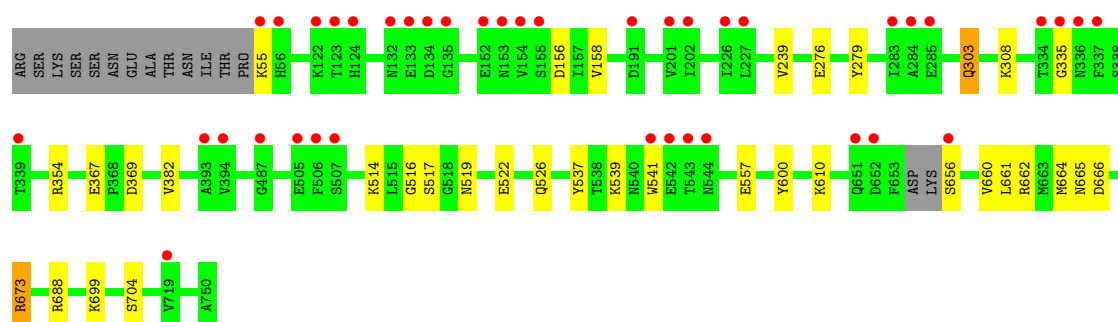 ARG SER LYS SER SER ASN GLU ALA THR ASN ILE THR PRO K55 H56 K122 T123 H124 N132 E133 D134 G135 E152 N153 V154 S155 D156 I157 V158 D191 V201 I202 I226 L227 V239 E276 Y279 I283 A284 E285 Q303 K308 T334 G335 N336 F337 S338
T339 R354 E367 P368 D369 V382 A393 V394 G487 E505 F506 S507 K514 L515 G516 S517 G518 N519 E522 Q526 Y537 T538 K539 N540 W541 E542 T543 N544 E557 Y600 K610 Q651 D652 F653 ASP LYS S656 V660 L661 R662 M663 M664 N665 D666
R673 R688 K699 S704 V719 A750